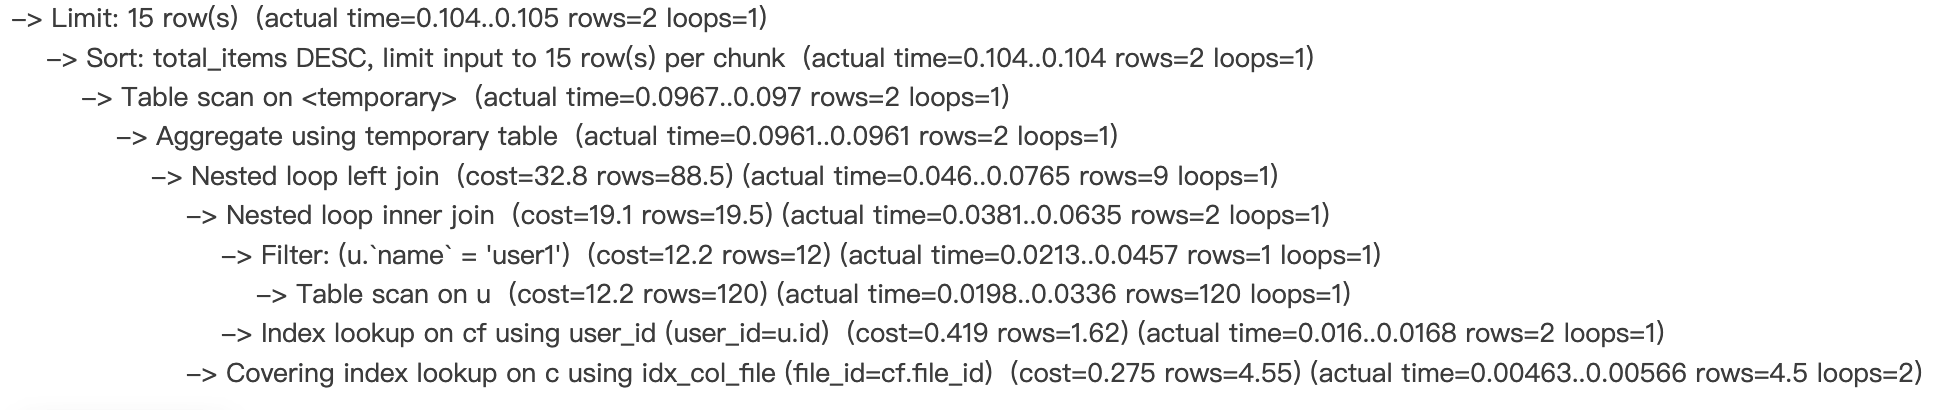 —> Limit: 15 row(s)  (actual time=0.104..0.105 rows=2 loops=1)
—> Sort: total_items DESC, limit input to 15 row(s) per chunk  (actual time=0.104..0.104 rows=2 loops=1)
—> Table scan on <temporary>  (actual time=0.0967..0.097 rows=2 loops=1)
—> Aggregate using temporary table  (actual time=0.0961..0.0961 rows=2 loops=1)
—> Nested loop left join  (cost=32.8 rows=88.5) (actual time=0.046..0.0765 rows=9 loops=1)
—> Nested loop inner join  (cost=19.1 rows=19.5) (actual time=0.0381..0.0635 rows=2 loops=1)
—> Filter: (u.`name` = 'user1')  (cost=12.2 rows=12) (actual time=0.0213..0.0457 rows=1 loops=1)
—> Table scan on u  (cost=12.2 rows=120) (actual time=0.0198..0.0336 rows=120 loops=1)
—> Index lookup on cf using user_id (user_id=u.id)  (cost=0.419 rows=1.62) (actual time=0.016..0.0168 rows=2 loops=1)
—> Covering index lookup on c using idx_col_file (file_id=cf.file_id)  (cost=0.275 rows=4.55) (actual time=0.00463..0.00566 rows=4.5 loops=2)